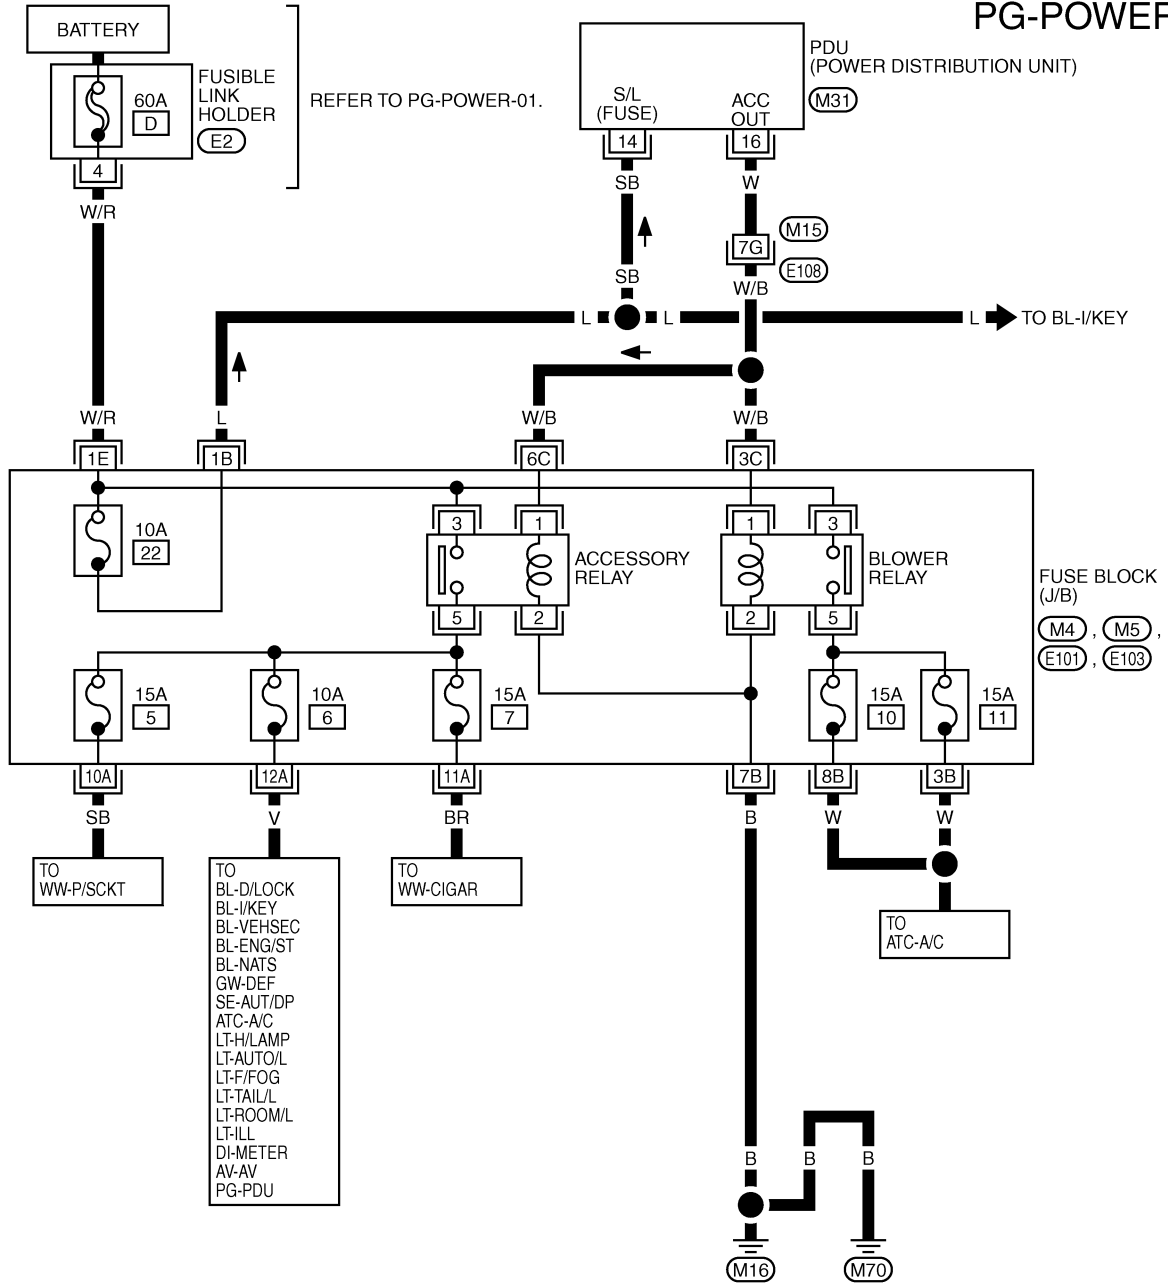 PG-POWER
BATTERY
FUSIBLE
LINK
HOLDER
E2
60A
D
4
REFER TO PG-POWER-01.
PDU
(POWER DISTRIBUTION UNIT)
M31
S/L
(FUSE)
ACC
OUT
14
16
SB
W
W/R
M15
7G
E108
SB
W/B
L
L
L
TO BL-I/KEY
W/R
L
W/B
W/B
1E
1B
6C
3C
10A
22
3
1
ACCESSORY
RELAY
5
2
1
3
BLOWER
RELAY
2
5
FUSE BLOCK
(J/B)
M4 , M5 ,
E101 , E103
15A
5
10A
6
15A
7
15A
10
15A
11
10A
12A
11A
7B
8B
3B
SB
V
BR
B
W
W
TO
WW-P/SCKT
TO
BL-D/LOCK
BL-I/KEY
BL-VEHSEC
BL-ENG/ST
BL-NATS
GW-DEF
SE-AUT/DP
ATC-A/C
LT-H/LAMP
LT-AUTO/L
LT-F/FOG
LT-TAIL/L
LT-ROOM/L
LT-ILL
DI-METER
AV-AV
PG-PDU
TO
WW-CIGAR
TO
ATC-A/C
B
B
B
M16
M70